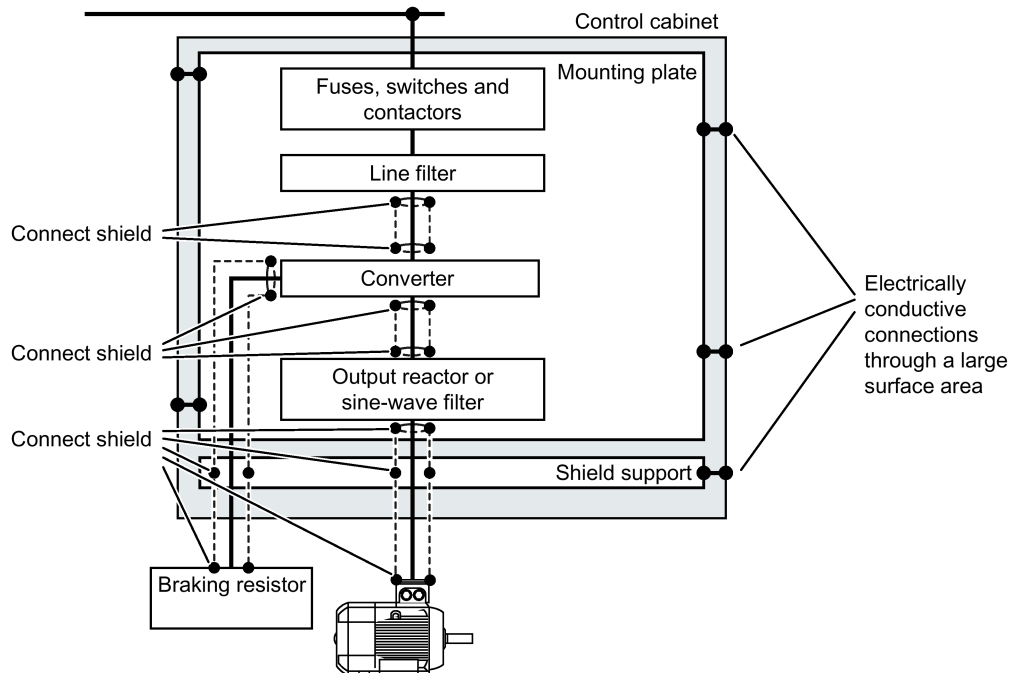 Control cabinet
Mounting plate
Fuses, switches and
contactors
Line filter
Connect shield
Converter
Electrically
conductive
connections
through a large
surface area
Connect shield
Output reactor or
sine-wave filter
Connect shield
Shield support
Braking resistor